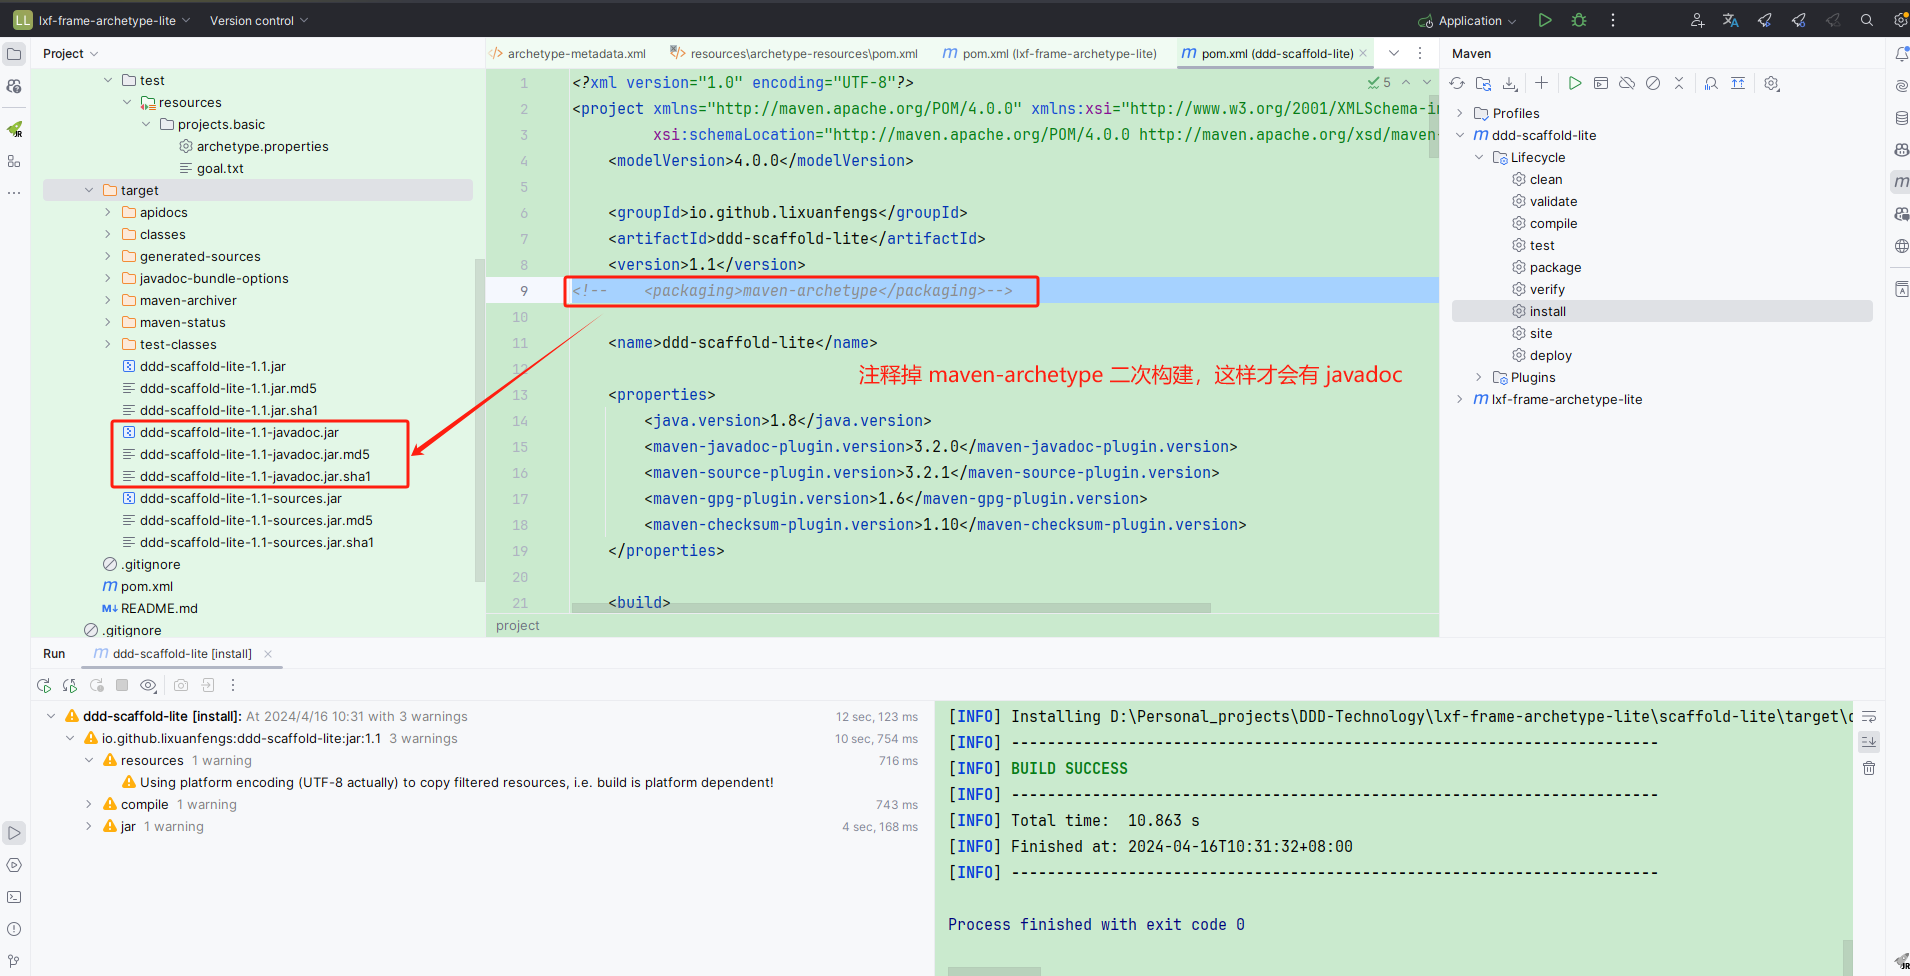 LL lxf-frame-archetype-lite Version control Application
Project
test
resources
projects.basic
archetype.properties
goal.txt
target
apidocs
classes
generated-sources
javadoc-bundle-options
maven-archiver
maven-status
test-classes
ddd-scaffold-lite-1.1.jar
ddd-scaffold-lite-1.1.jar.md5
ddd-scaffold-lite-1.1.jar.sha1
ddd-scaffold-lite-1.1-javadoc.jar
ddd-scaffold-lite-1.1-javadoc.jar.md5
ddd-scaffold-lite-1.1-javadoc.jar.sha1
ddd-scaffold-lite-1.1-sources.jar
ddd-scaffold-lite-1.1-sources.jar.md5
ddd-scaffold-lite-1.1-sources.jar.sha1
.gitignore
pom.xml
README.md
.gitignore
archetype-metadata.xml resources\archetype-resources\pom.xml pom.xml (lxf-frame-archetype-lite) pom.xml (ddd-scaffold-lite)
5
1 <?xml version="1.0" encoding="UTF-8"?>
2 <project xmlns="http://maven.apache.org/POM/4.0.0" xmlns:xsi="http://www.w3.org/2001/XMLSchema-in
3 xsi:schemaLocation="http://maven.apache.org/POM/4.0.0 http://maven.apache.org/xsd/maven-
4 <modelVersion>4.0.0</modelVersion>
5
6 <groupId>io.github.lixuanfengs</groupId>
7 <artifactId>ddd-scaffold-lite</artifactId>
8 <version>1.1</version>
9 <!-- <packaging>maven-archetype</packaging>-->
10
11 <name>ddd-scaffold-lite</name>
12
注释掉 maven-archetype 二次构建，这样才会有 javadoc
13 <properties>
14 <java.version>1.8</java.version>
15 <maven-javadoc-plugin.version>3.2.0</maven-javadoc-plugin.version>
16 <maven-source-plugin.version>3.2.1</maven-source-plugin.version>
17 <maven-gpg-plugin.version>1.6</maven-gpg-plugin.version>
18 <maven-checksum-plugin.version>1.10</maven-checksum-plugin.version>
19 </properties>
20
21 <build>
project
Maven
Profiles
ddd-scaffold-lite
Lifecycle
clean
validate
compile
test
package
verify
install
site
deploy
Plugins
lxf-frame-archetype-lite
Run ddd-scaffold-lite [install]
ddd-scaffold-lite [install]: At 2024/4/16 10:31 with 3 warnings 12 sec, 123 ms
io.github.lixuanfengs:ddd-scaffold-lite:jar:1.1 3 warnings 10 sec, 754 ms
resources 1 warning 716 ms
Using platform encoding (UTF-8 actually) to copy filtered resources, i.e. build is platform dependent!
compile 1 warning 743 ms
jar 1 warning 4 sec, 168 ms
[INFO] Installing D:\Personal_projects\DDD-Technology\lxf-frame-archetype-lite\scaffold-lite\target\
[INFO] ------------------------------------------------------------------------
[INFO] BUILD SUCCESS
[INFO] ------------------------------------------------------------------------
[INFO] Total time:  10.863 s
[INFO] Finished at: 2024-04-16T10:31:32+08:00
[INFO] ------------------------------------------------------------------------
Process finished with exit code 0